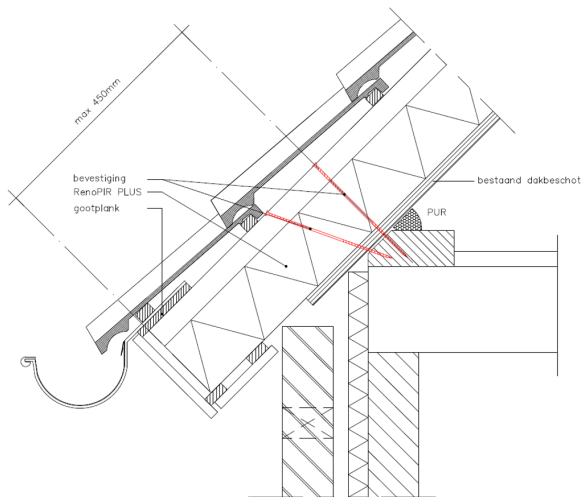 max 450mm
bevestiging
RenoPIR PLUS
gootplank
bestaand dakbeschot
PUR